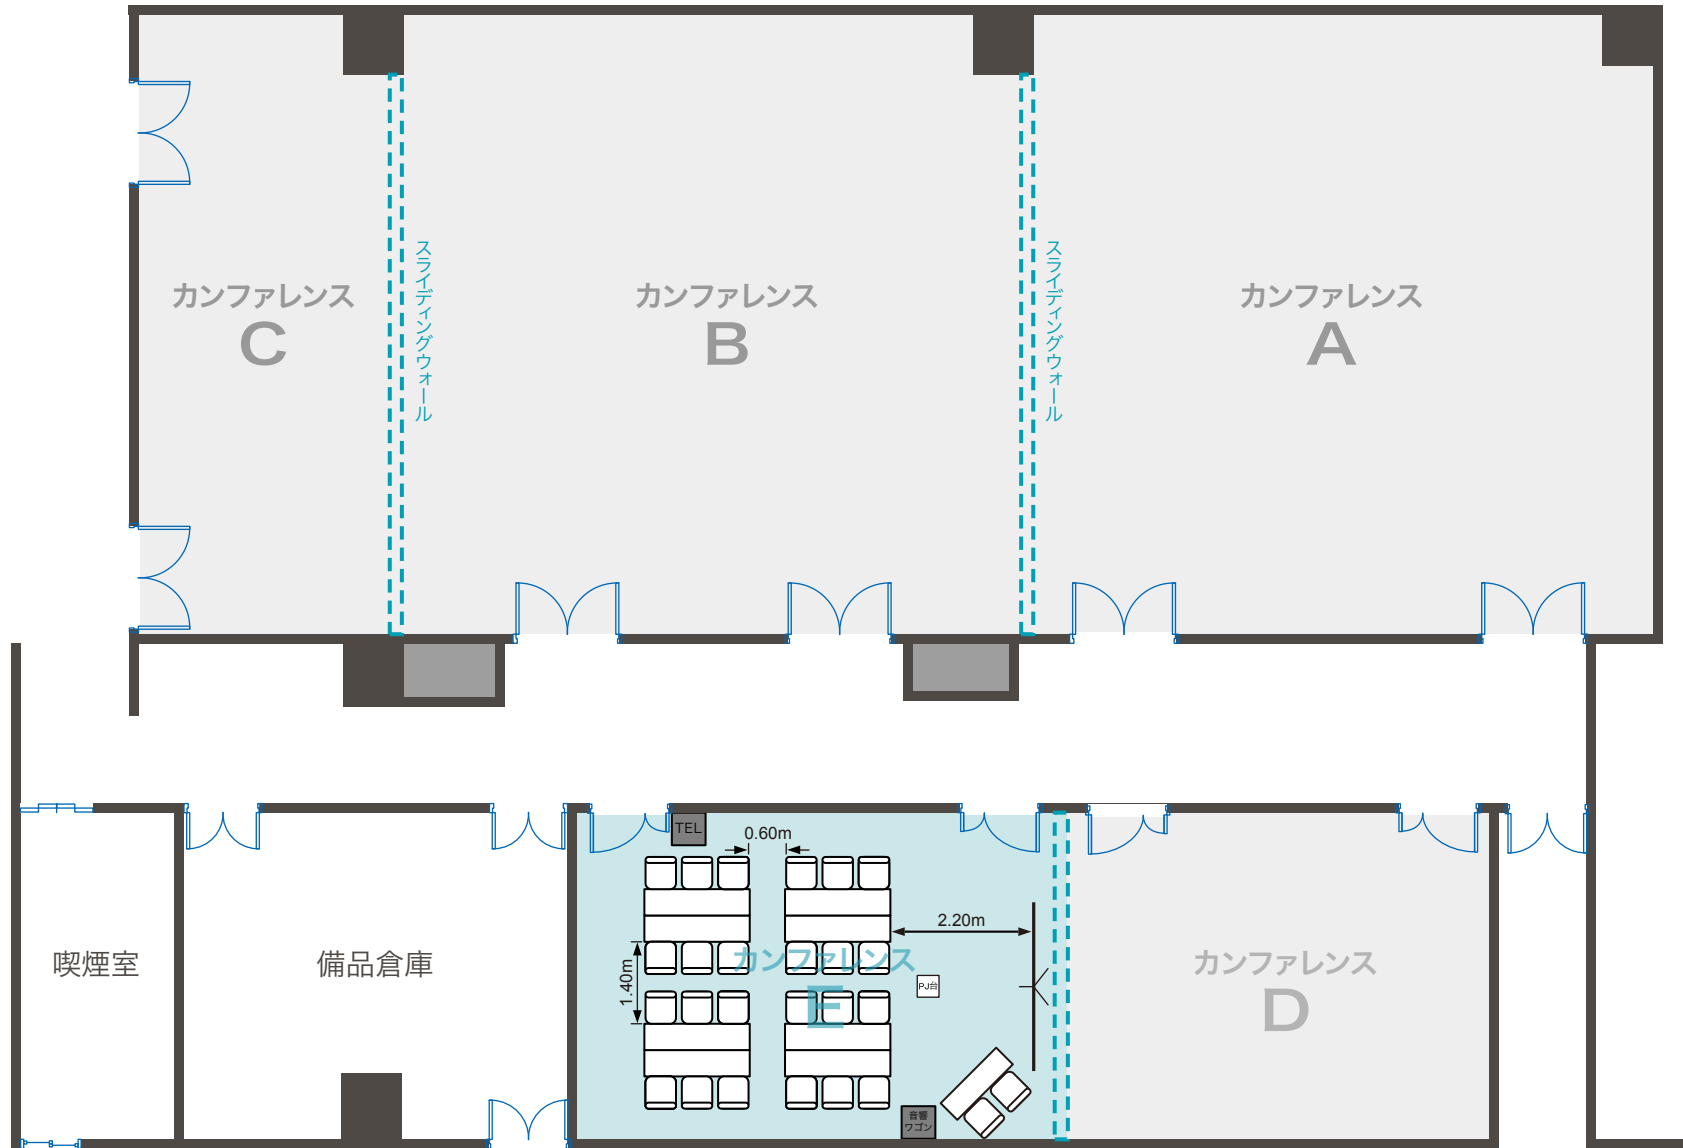 カンファレンス
C
スライディングウォール
カンファレンス
B
スライディングウォール
カンファレンス
A
喫煙室
備品倉庫
TEL
0.60m
2.20m
1.40m
カンファレンス
E
PJ台
音響
ワゴン
カンファレンス
D